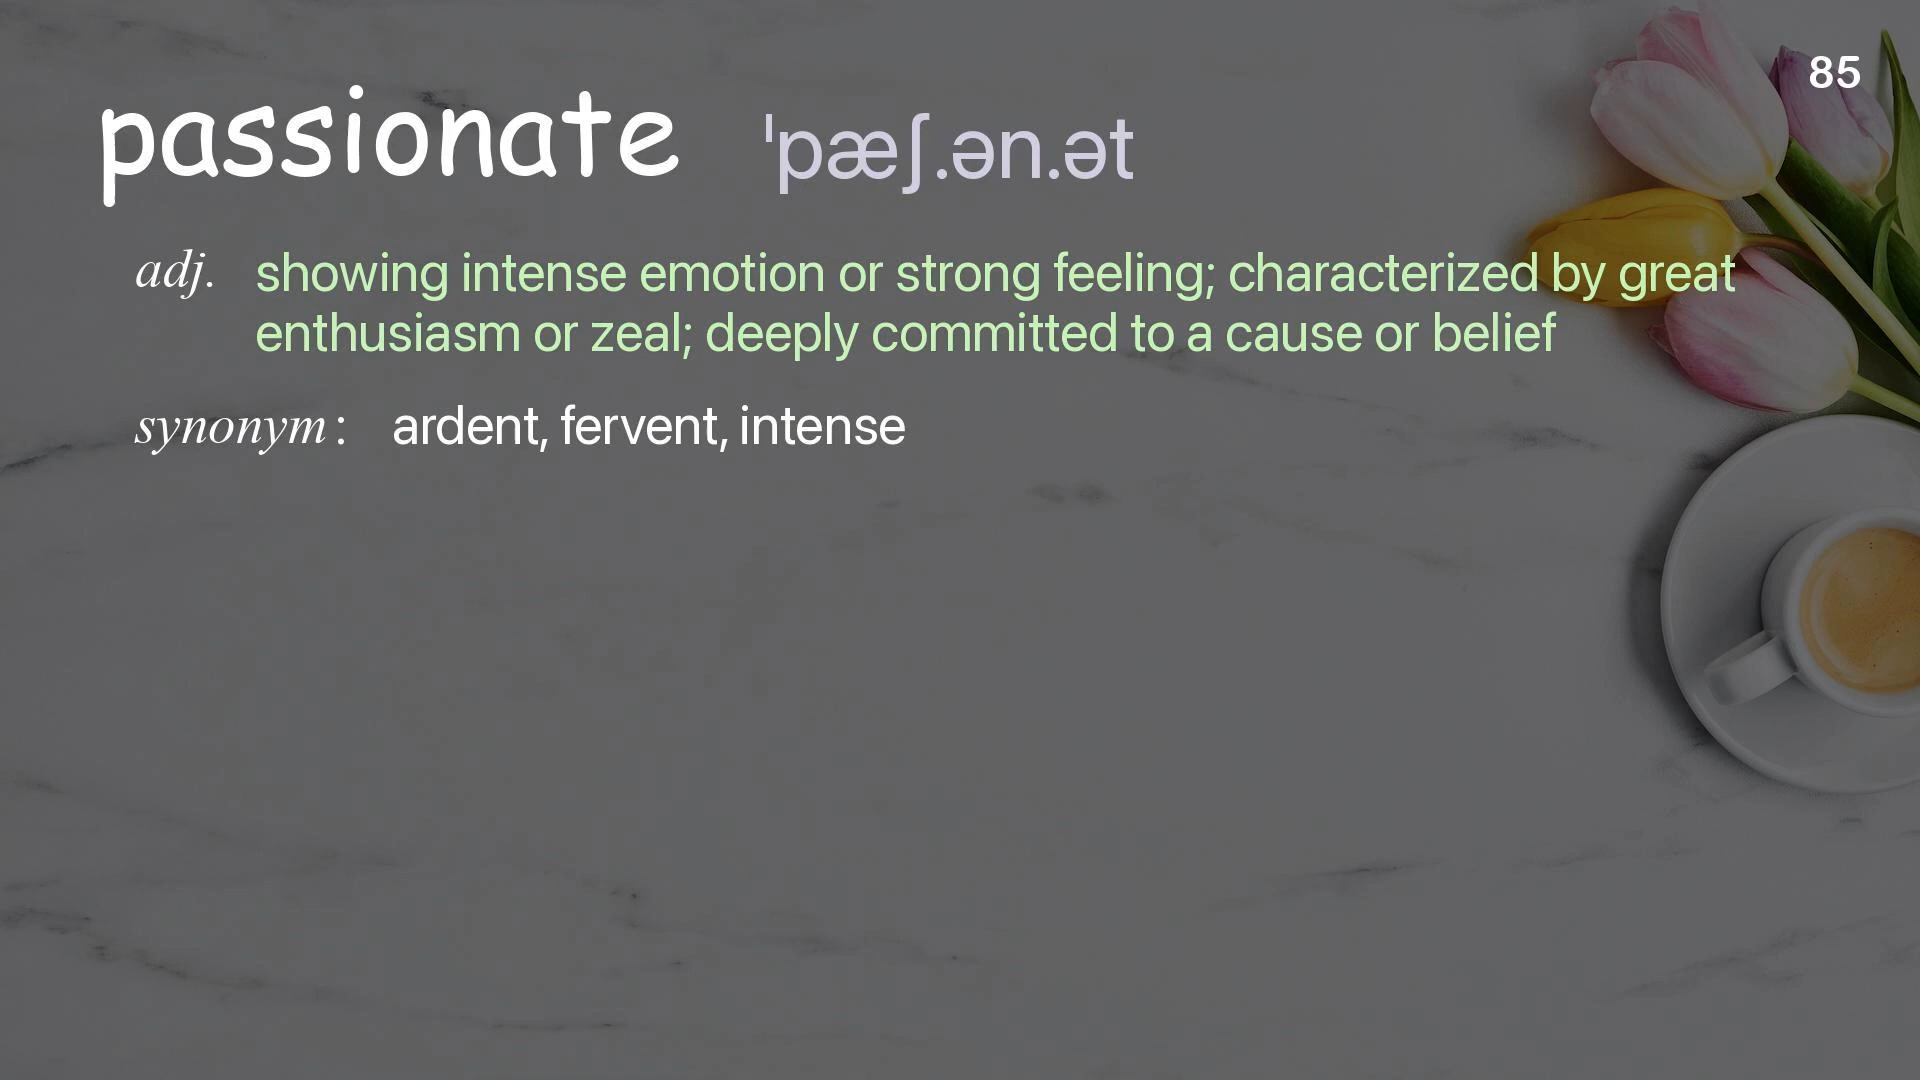 85
passionate ˈpæʃ.ən.ət
adj. showing intense emotion or strong feeling; characterized by great
enthusiasm or zeal; deeply committed to a cause or belief
synonym: ardent, fervent, intense